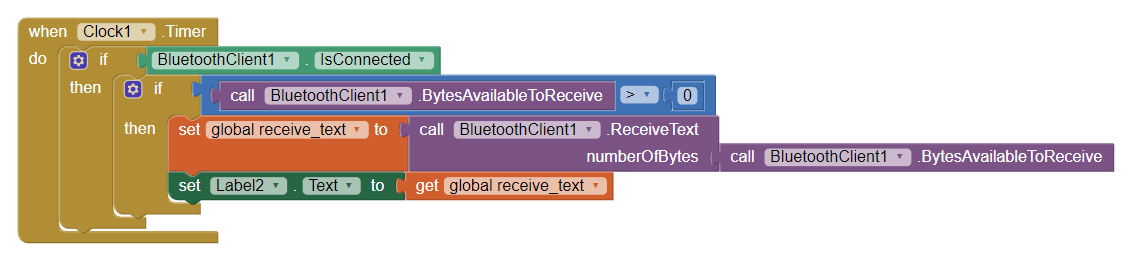 when Clock1 .Timer
do if BluetoothClient1 . IsConnected
then if call BluetoothClient1 .BytesAvailableToReceive > 0
then set global receive_text to call BluetoothClient1 .ReceiveText
numberOfBytes call BluetoothClient1 .BytesAvailableToReceive
set Label2 . Text to get global receive_text